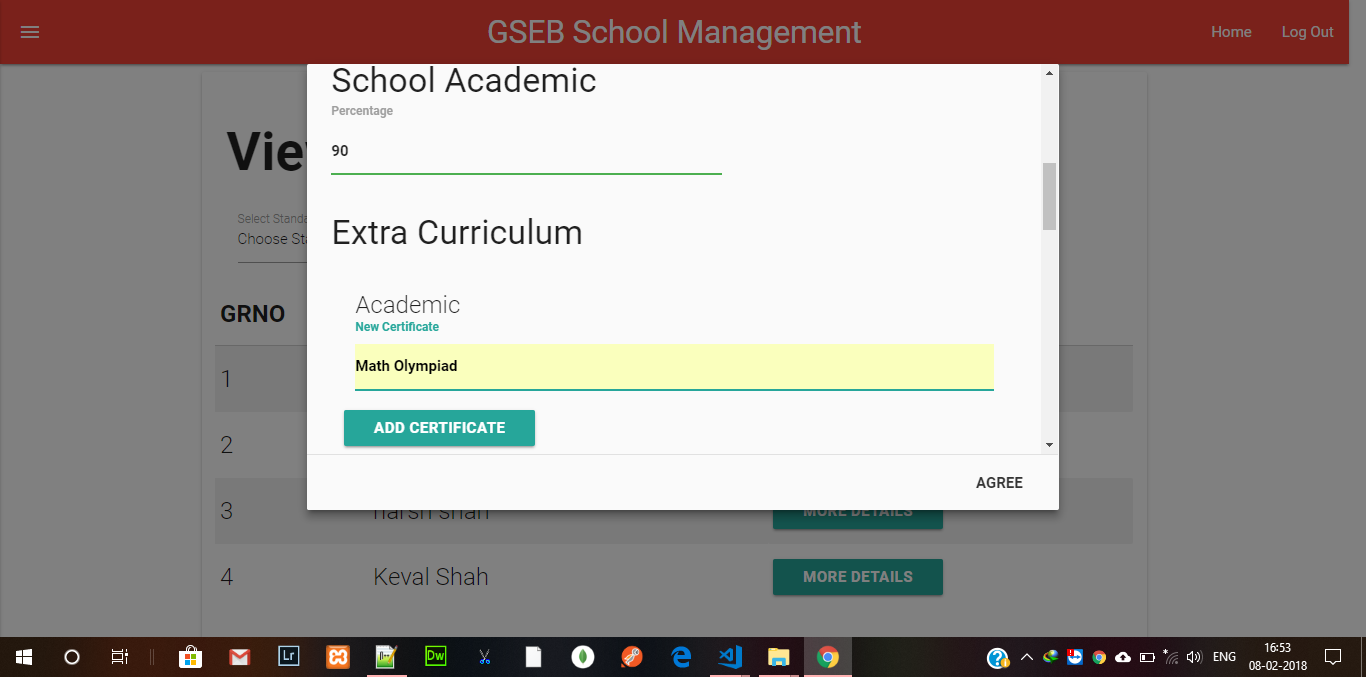 GSEB School Management
Home
Log Out
School Academic
Percentage
90
Extra Curriculum
Academic
New Certificate
Math Olympiad
ADD CERTIFICATE
AGREE
Select Standa
Choose
GRNO
1
2
3 harsh shah MORE DETAILS
4 Keval Shah MORE DETAILS
Lr
Dw
ENG
16:53
08-02-2018